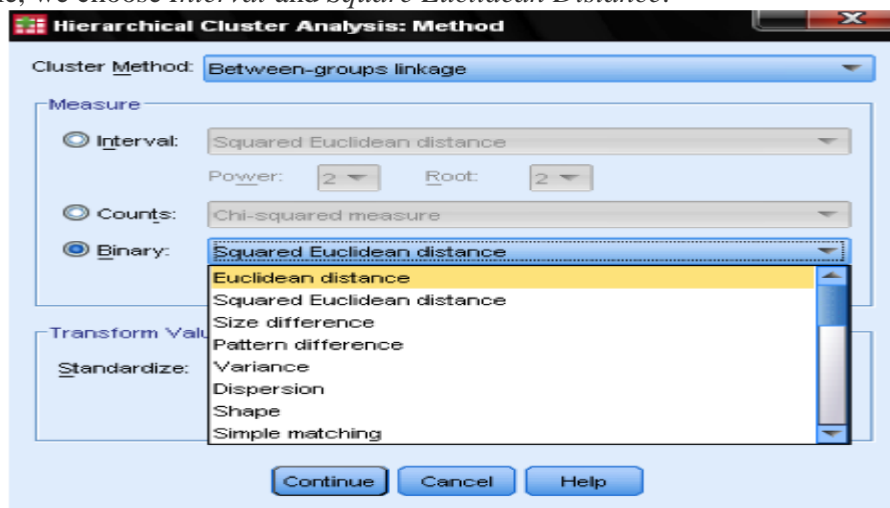 we choose Interval and Square Euclidean Distance.
Hierarchical Cluster Analysis: Method
Cluster Method: Between-groups linkage
Measure
Interval: Squared Euclidean distance
Power: 2 Root: 2
Counts: Chi-squared measure
Binary: Squared Euclidean distance
Euclidean distance
Squared Euclidean distance
Size difference
Transform
Pattern difference
Standardize: Variance
Dispersion
Shape
Simple matching
Continue Cancel Help